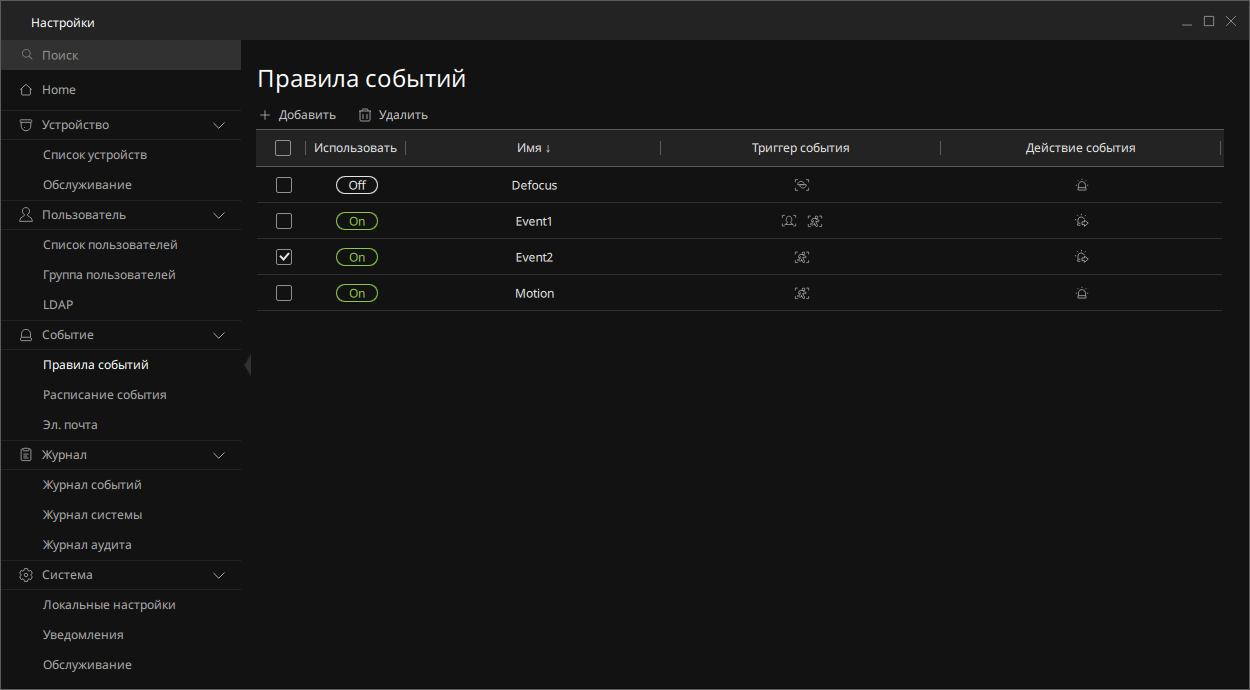 Настройки
Поиск
Home
Устройство
Список устройств
Обслуживание
Пользователь
Список пользователей
Группа пользователей
LDAP
Событие
Правила событий
Расписание события
Эл. почта
Журнал
Журнал событий
Журнал системы
Журнал аудита
Система
Локальные настройки
Уведомления
Обслуживание
Правила событий
Добавить Удалить
Использовать Имя ↓ Триггер события Действие события
Off Defocus
On Event1
On Event2
On Motion